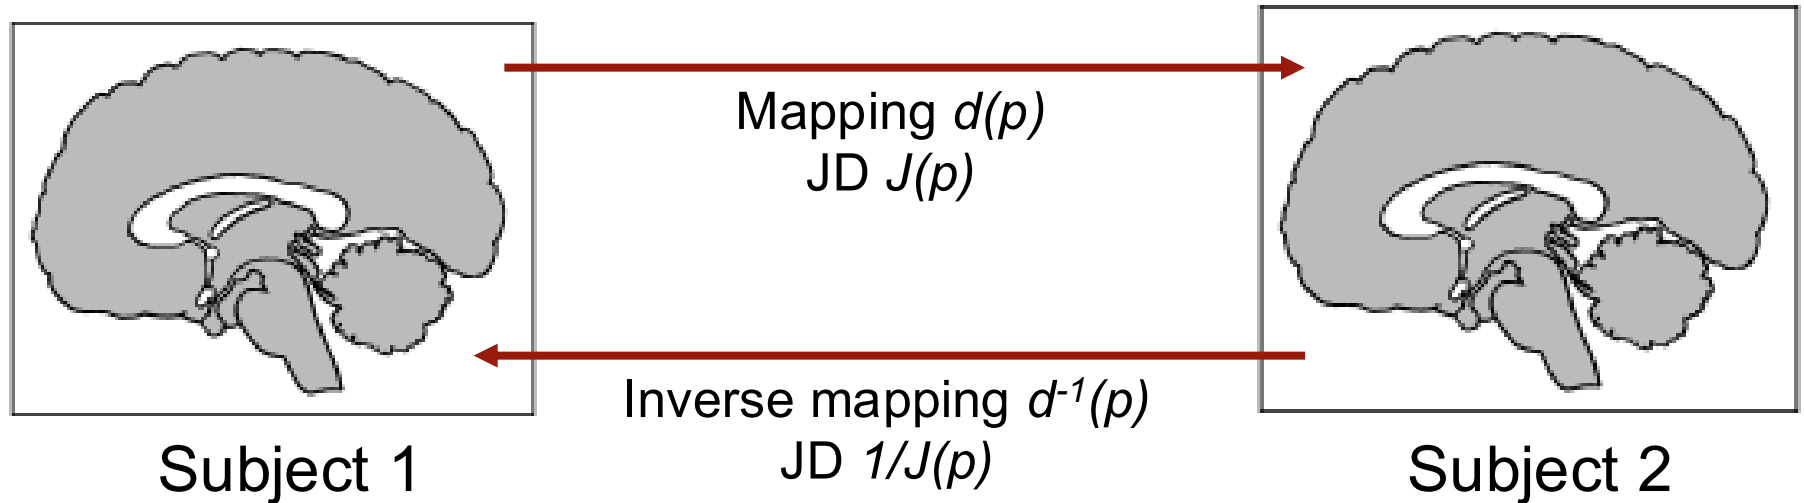 Mapping d(p)
JD J(p)
Inverse mapping d⁻¹(p)
JD 1/J(p)
Subject 1
Subject 2